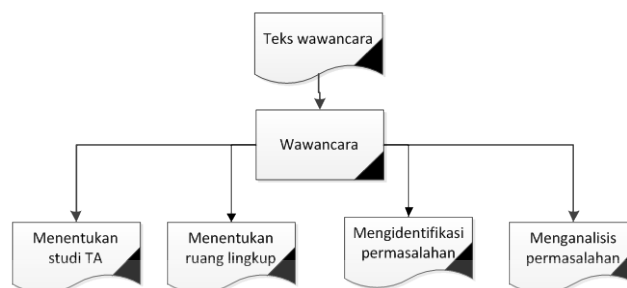 Teks wawancara
Wawancara
Menentukan
studi TA
Menentukan
ruang lingkup
Mengidentifikasi
permasalahan
Menganalisis
permasalahan